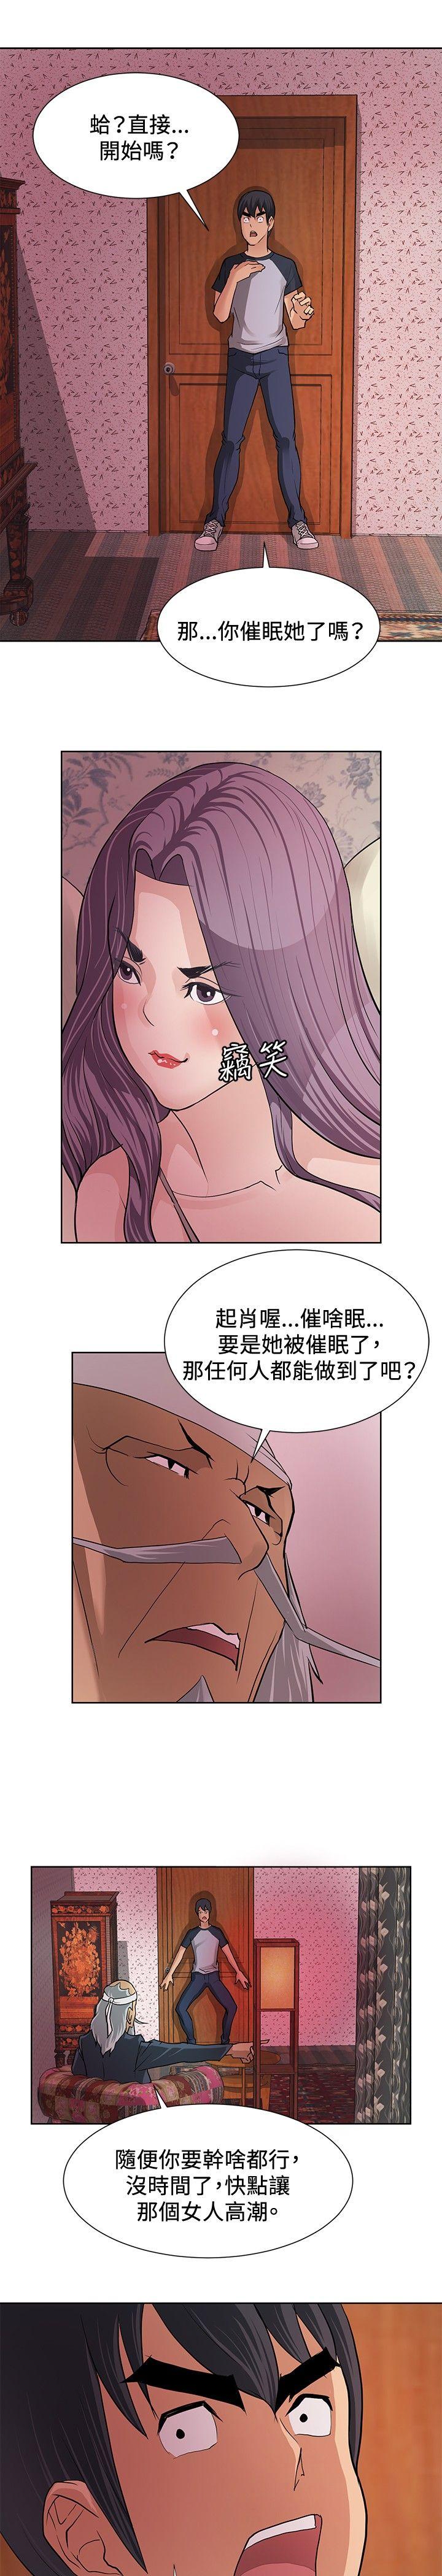 蛤？直接…
開始嗎？
那…你催眠她了嗎？
竊笑
起肖喔…催啥眠…
要是她被催眠了，
那任何人都能做到了吧？
隨便你要幹啥都行，
沒時間了，快點讓
那個女人高潮。